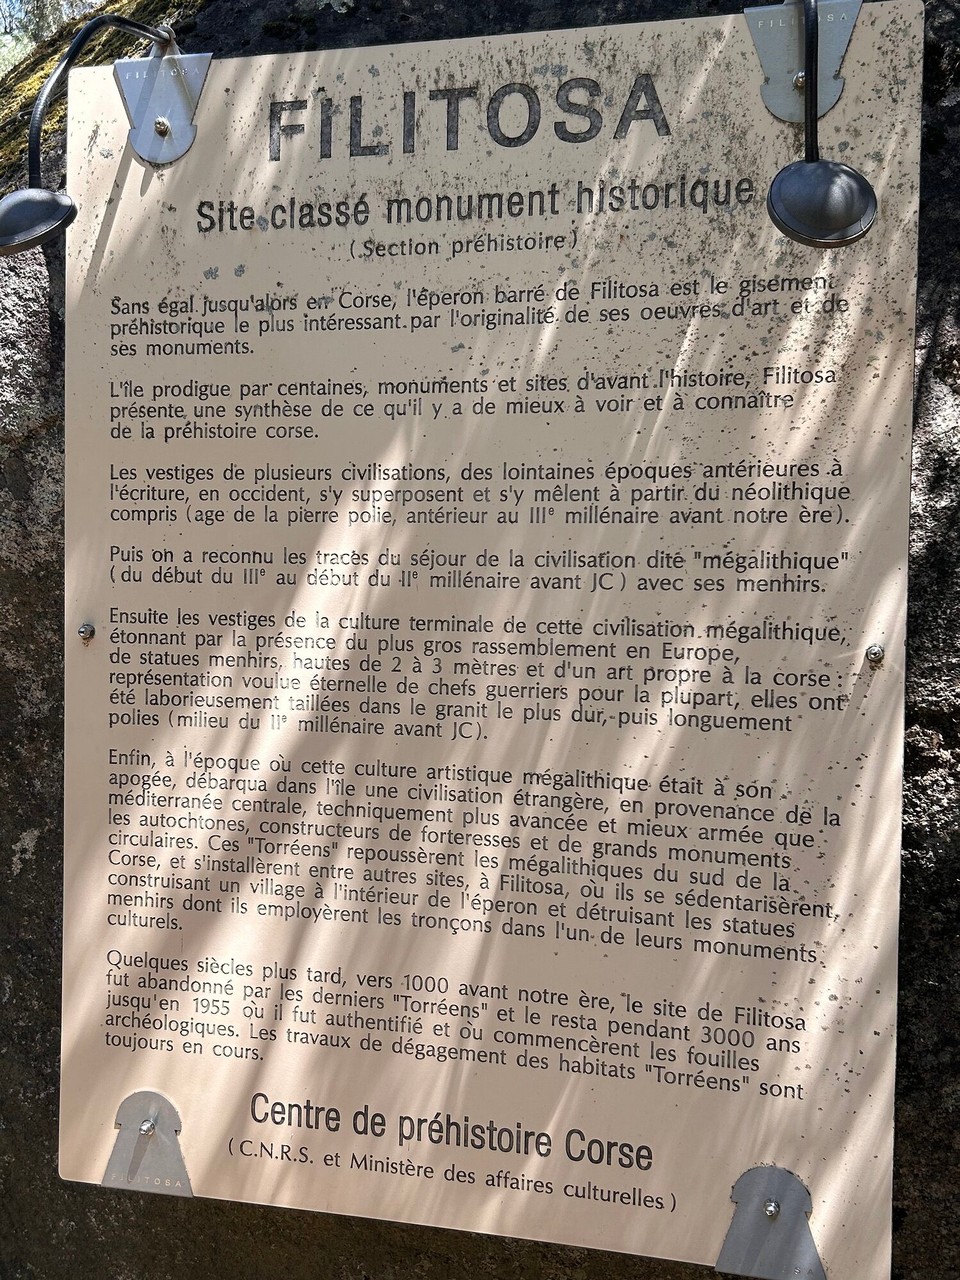 FILITOSA
FILITOSA
FILITOSA
Site classé monument historique
(Section préhistoire)
Sans égal jusqu'alors en Corse, l'éperon barré de Filitosa est le gisement
préhistorique le plus intéressant par l'originalité de ses oeuvres d'art et de
ses monuments.
L'île prodigue par centaines, monuments et sites d'avant l'histoire, Filitosa
présente une synthèse de ce qu'il y a de mieux à voir et à connaître
de la préhistoire corse.
Les vestiges de plusieurs civilisations, des lointaines époques antérieures à
l'écriture, en occident, s'y superposent et s'y mêlent à partir du néolithique
compris (age de la pierre polie, antérieur au IIIe millénaire avant notre ère).
Puis on a reconnu les traces du séjour de la civilisation dite "mégalithique"
(du début du IIIe au début du IIe millénaire avant JC) avec ses menhirs.
Ensuite les vestiges de la culture terminale de cette civilisation mégalithique,
étonnant par la présence du plus gros rassemblement en Europe,
de statues menhirs, hautes de 2 à 3 mètres et d'un art propre à la corse :
représentation voulue éternelle de chefs guerriers pour la plupart, elles ont
été laborieusement taillées dans le granit le plus dur, puis longuement
polies (milieu du IIe millénaire avant JC).
Enfin, à l'époque où cette culture artistique mégalithique était à son
apogée, débarqua dans l'île une civilisation étrangère, en provenance de la
méditerranée centrale, techniquement plus avancée et mieux armée que
les autochtones, constructeurs de forteresses et de grands monuments
circulaires. Ces "Torréens" repoussèrent les mégalithiques du sud de la
Corse, et s'installèrent entre autres sites, à Filitosa, où ils se sédentarisèrent,
construisant un village à l'intérieur de l'éperon et détruisant les statues
menhirs dont ils employèrent les tronçons dans l'un de leurs monuments
culturels.
Quelques siècles plus tard, vers 1000 avant notre ère, le site de Filitosa
fut abandonné par les derniers "Torréens" et le resta pendant 3000 ans
jusqu'en 1955 où il fut authentifié et où commencèrent les fouilles
archéologiques. Les travaux de dégagement des habitats "Torréens" sont
toujours en cours.
Centre de préhistoire Corse
(C.N.R.S. et Ministère des affaires culturelles)
FILITOSA